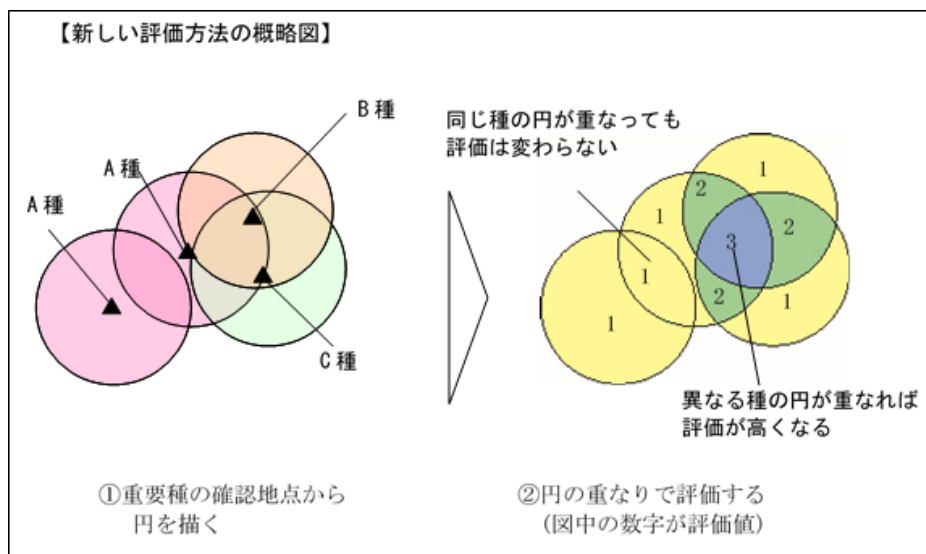 【新しい評価方法の概略図】
B種
A種
A種
C種
①重要種の確認地点から
円を描く
同じ種の円が重なっても
評価は変わらない
1
2
1
3
2
1
2
1
1
異なる種の円が重なれば
評価が高くなる
②円の重なりで評価する
(図中の数字が評価値)